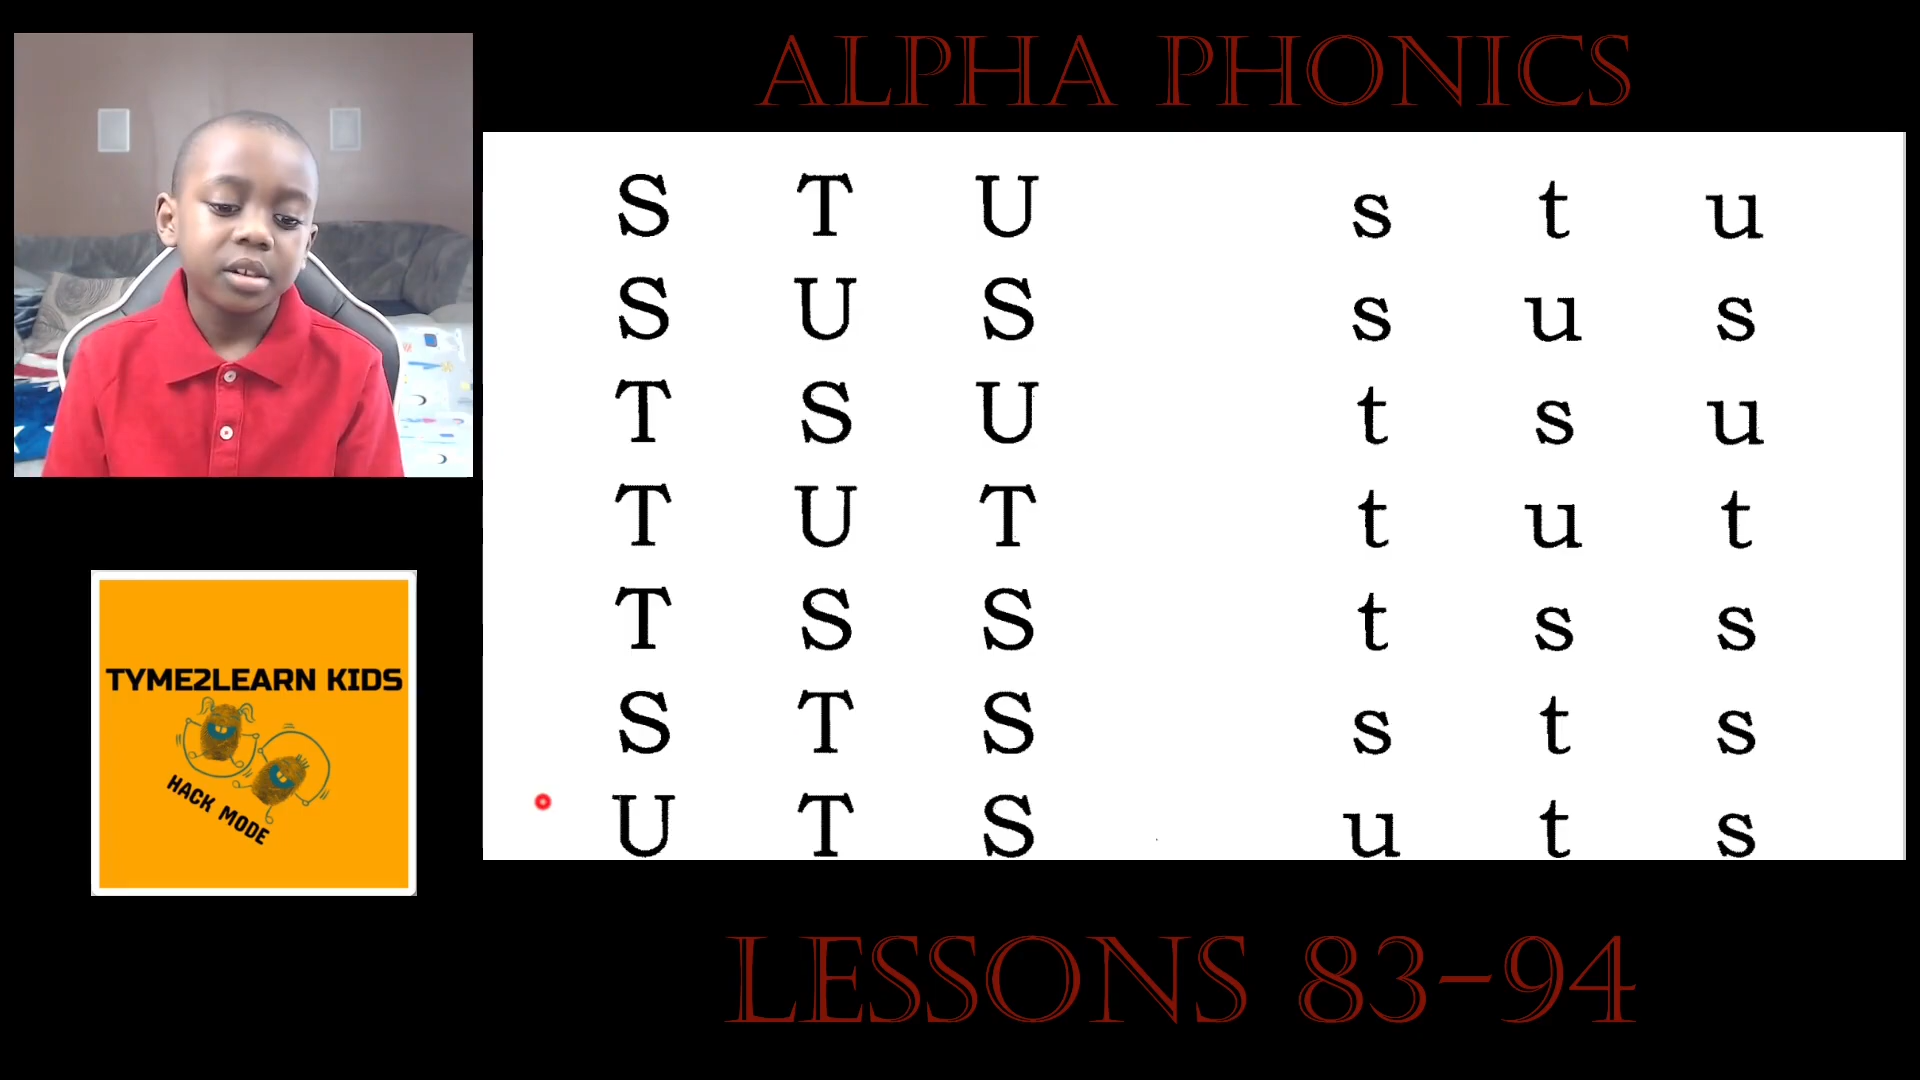 ALPHA PHONICS
S T U s t u
S U S s u s
T S U t s u
T U T t u t
T S S t s s
S T S s t s
U T S u t s
TYME2LEARN KIDS
HACK MODE
LESSONS 83-94